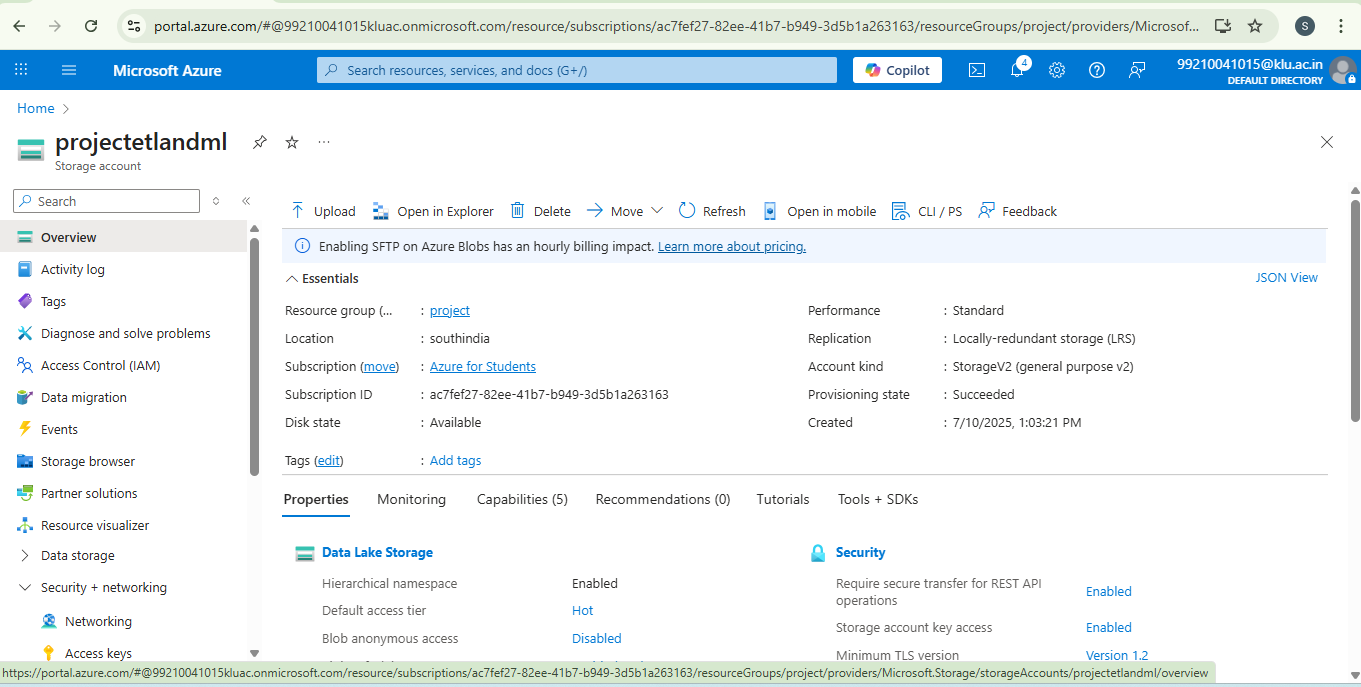 portal.azure.com/#@99210041015kluac.onmicrosoft.com/resource/subscriptions/ac7fef27-82ee-41b7-b949-3d5b1a263163/resourceGroups/project/providers/Microsof...
S
Microsoft Azure
Search resources, services, and docs (G+/)
Copilot
4
99210041015@klu.ac.in
DEFAULT DIRECTORY
Home
projectetlandml
Storage account
Search
Overview
Activity log
Tags
Diagnose and solve problems
Access Control (IAM)
Data migration
Events
Storage browser
Partner solutions
Resource visualizer
Data storage
Security + networking
Networking
Access keys
Upload Open in Explorer Delete Move Refresh Open in mobile CLI / PS Feedback
Enabling SFTP on Azure Blobs has an hourly billing impact. Learn more about pricing.
Essentials
JSON View
Resource group (... : project
Location : southindia
Subscription (move) : Azure for Students
Subscription ID : ac7fef27-82ee-41b7-b949-3d5b1a263163
Disk state : Available
Performance : Standard
Replication : Locally-redundant storage (LRS)
Account kind : StorageV2 (general purpose v2)
Provisioning state : Succeeded
Created : 7/10/2025, 1:03:21 PM
Tags (edit) : Add tags
Properties Monitoring Capabilities (5) Recommendations (0) Tutorials Tools + SDKs
Data Lake Storage
Hierarchical namespace Enabled
Default access tier Hot
Blob anonymous access Disabled
Security
Require secure transfer for REST API
operations
Enabled
Storage account key access Enabled
Minimum TLS version Version 1.2
https://portal.azure.com/#@99210041015kluac.onmicrosoft.com/resource/subscriptions/ac7fef27-82ee-41b7-b949-3d5b1a263163/resourceGroups/project/providers/Microsoft.Storage/storageAccounts/projectetlandml/overview